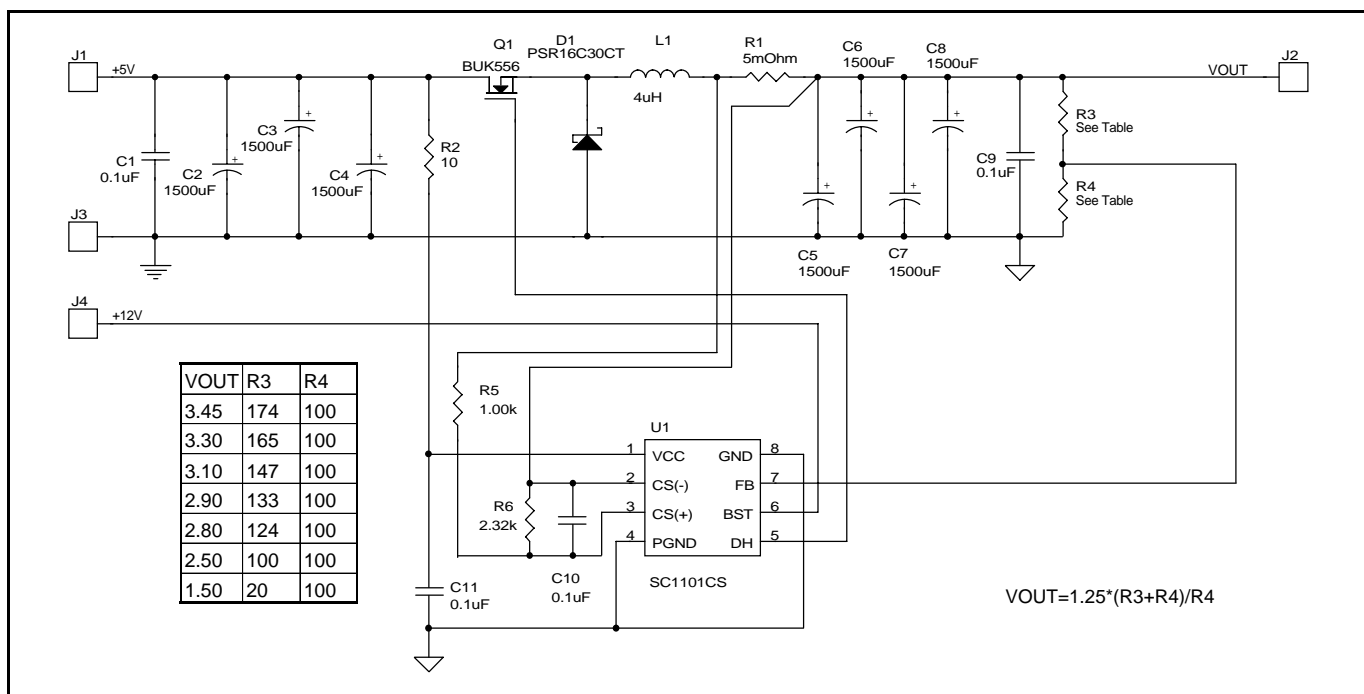 J1
+5V
Q1
BUK556
D1
PSR16C30CT
L1
4uH
R1
5mOhm
C6
1500uF
C8
1500uF
VOUT
J2
C1
0.1uF
C2
1500uF
C3
1500uF
C4
1500uF
R2
10
C9
0.1uF
R3
See Table
R4
See Table
J3
C5
1500uF
C7
1500uF
J4
+12V
VOUT R3 R4
3.45 174 100
3.30 165 100
3.10 147 100
2.90 133 100
2.80 124 100
2.50 100 100
1.50 20 100
R5
1.00k
U1
1 VCC GND 8
2 CS(-) FB 7
3 CS(+) BST 6
4 PGND DH 5
SC1101CS
R6
2.32k
C10
0.1uF
C11
0.1uF
VOUT=1.25*(R3+R4)/R4